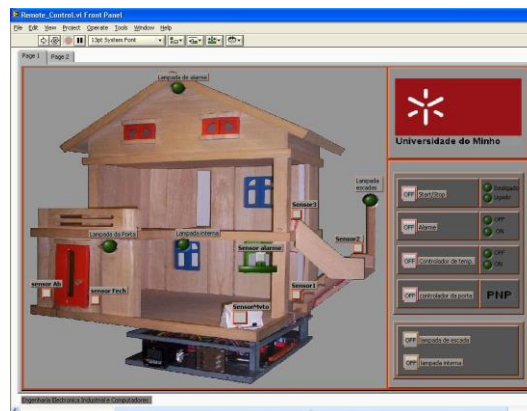 Remote_Control.vi Front Panel
File Edit View Project Operate Tools Window Help
13pt System Font
Page 1 Page 2
Lampada de alarme
Universidade do Minho
Lampada
escadas
Sensor3
Sensor2
Lampada da Porta
Lampada interna
Sensor alarme
sensor Ab
sensor Fech
SensorMvto
Sensor1
OFF Start/Stop
Desligado
Ligado
OFF Alarme
OFF
ON
OFF Controlador de temp.
OFF
ON
OFF controlador da porta
PNP
OFF lampada de escada
OFF lampada interna
Engenharia Electronica Industrial e Computadores